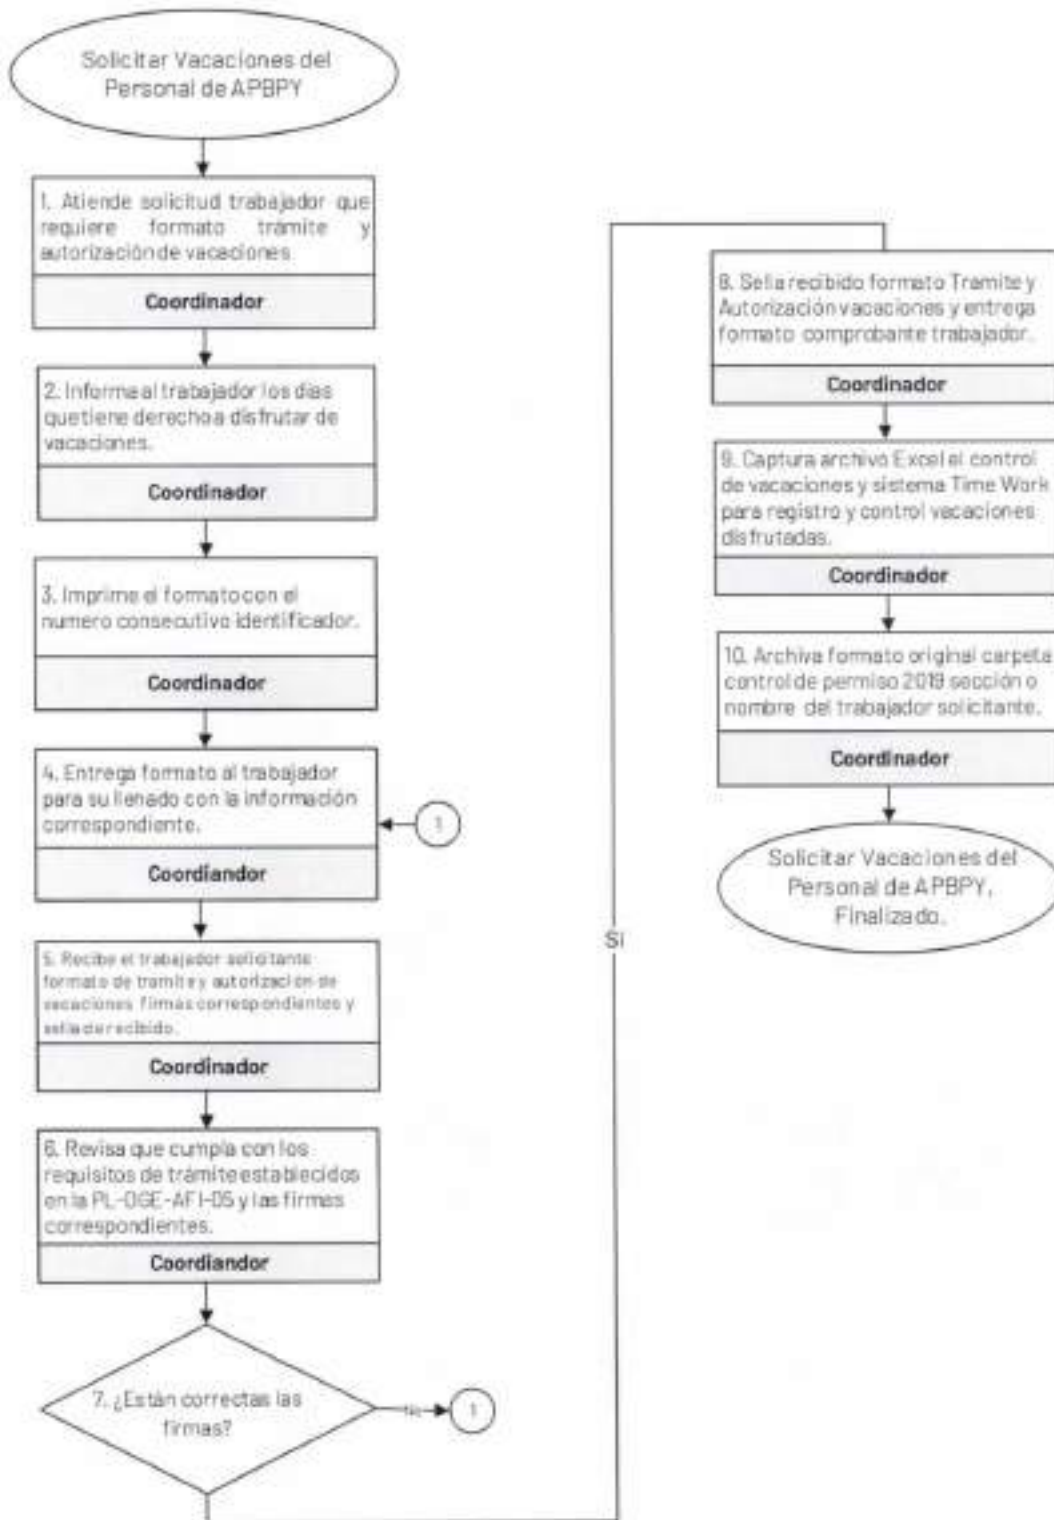 Solicitar Vacaciones del
Personal de APBPY
1. Atiende solicitud trabajador que
requiere formato trámite y
autorización de vacaciones.
Coordinador
2. Informa al trabajador los días
que tiene derecho a disfrutar de
vacaciones.
Coordinador
3. Imprime el formato con el
numero consecutivo identificador.
Coordinador
4. Entrega formato al trabajador
para su llenado con la información
correspondiente.
Coordiandor
1
5. Recibe el trabajador solicitante
formato de tramite y autorización de
vacaciones firmas correspondientes y
sella de recibido.
Coordinador
6. Revisa que cumpla con los
requisitos de trámite establecidos
en la PL-OGE-AFI-05 y las firmas
correspondientes.
Coordiandor
7. ¿Están correctas las
firmas?
No
1
Si
8. Sella recibido formato Tramite y
Autorización vacaciones y entrega
formato comprobante trabajador.
Coordinador
9. Captura archivo Excel el control
de vacaciones y sistema Time Work
para registro y control vacaciones
disfrutadas.
Coordinador
10. Archiva formato original carpeta
control de permiso 2019 sección o
nombre del trabajador solicitante.
Coordinador
Solicitar Vacaciones del
Personal de APBPY,
Finalizado.